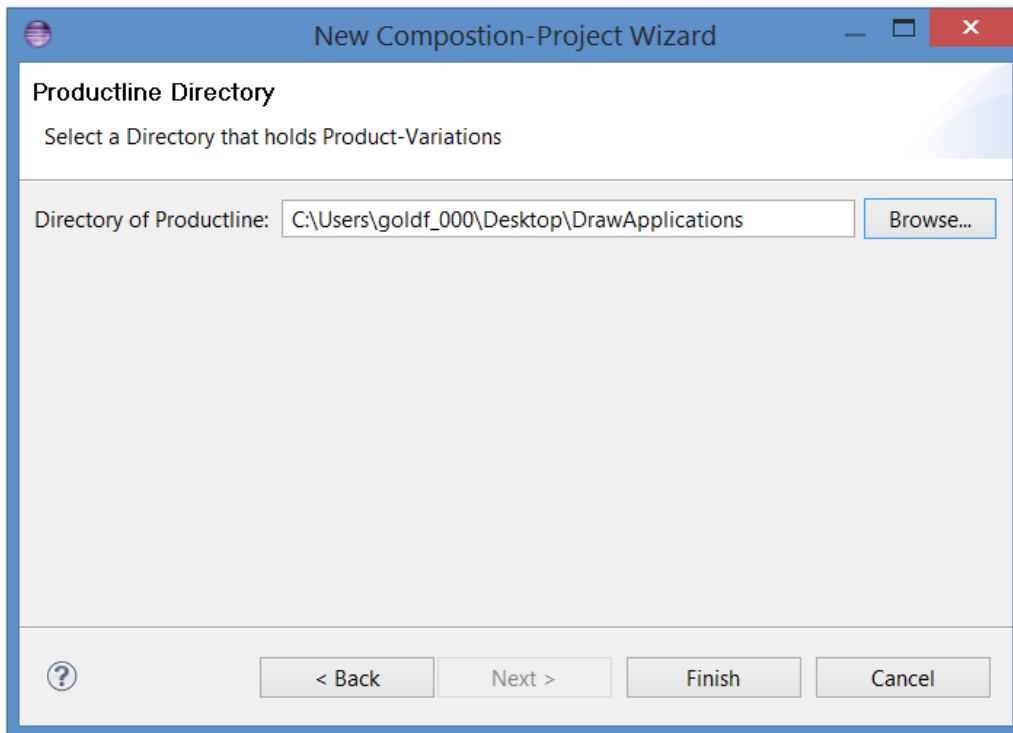 New Compostion-Project Wizard
Productline Directory
Select a Directory that holds Product-Variations
Directory of Productline: C:\Users\goldf_000\Desktop\DrawApplications Browse...
? < Back Next > Finish Cancel